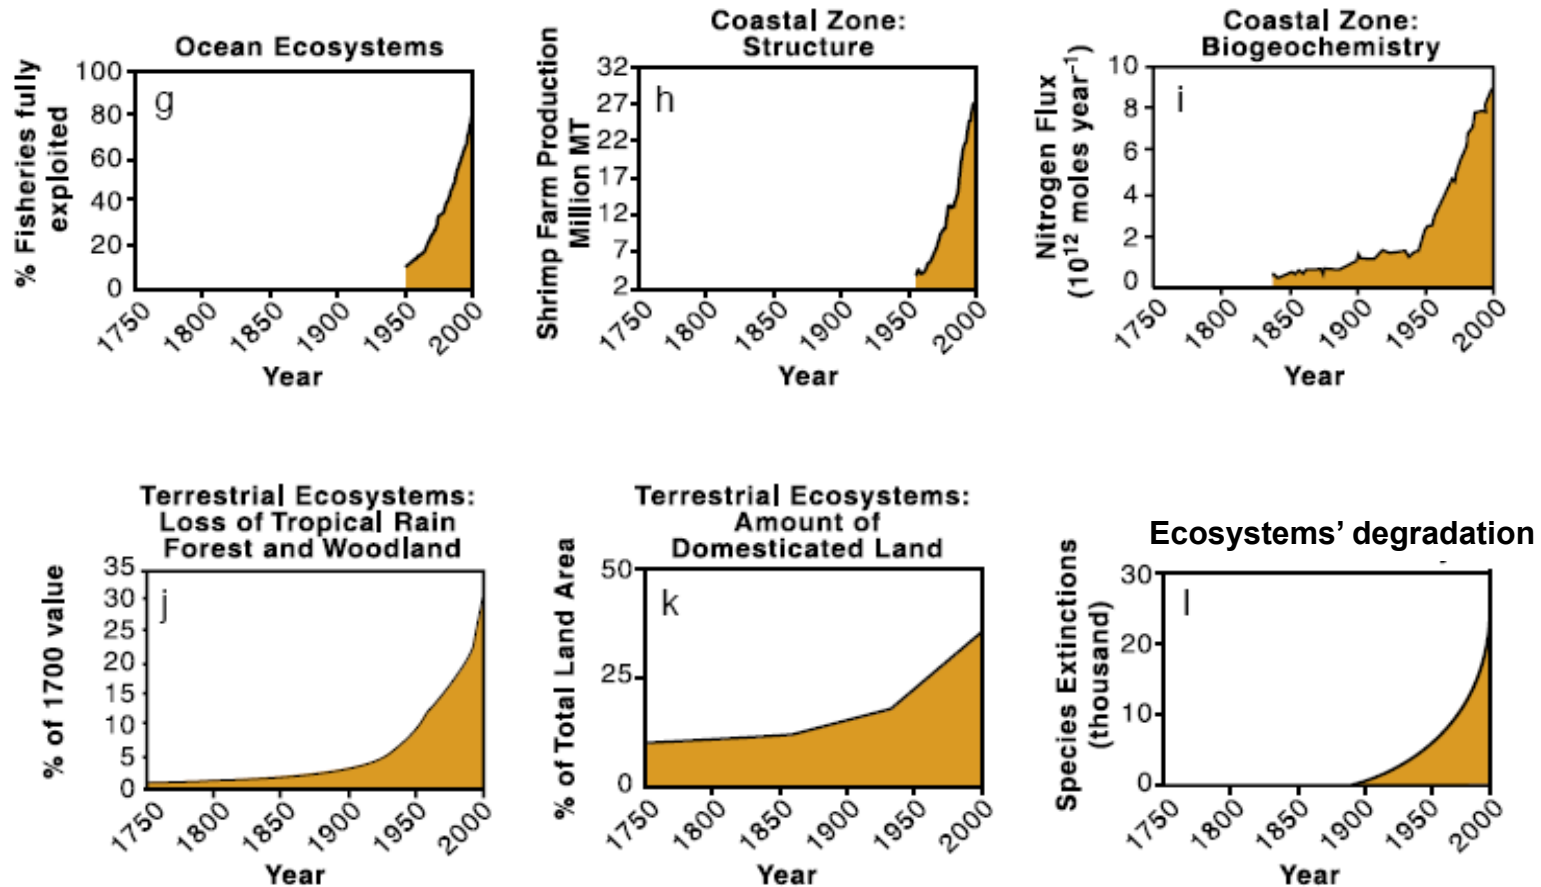 Ocean Ecosystems
% Fisheries fully
exploited
100
80
60
40
20
0
g
1750
1800
1850
1900
1950
2000
Year
Coastal Zone:
Structure
Shrimp Farm Production
Million MT
32
27
22
17
12
7
2
h
1750
1800
1850
1900
1950
2000
Year
Coastal Zone:
Biogeochemistry
Nitrogen Flux
(10¹² moles year⁻¹)
10
8
6
4
2
0
i
1750
1800
1850
1900
1950
2000
Year
Terrestrial Ecosystems:
Loss of Tropical Rain
Forest and Woodland
% of 1700 value
35
30
25
20
15
10
5
0
j
1750
1800
1850
1900
1950
2000
Year
Terrestrial Ecosystems:
Amount of
Domesticated Land
% of Total Land Area
50
25
0
k
1750
1800
1850
1900
1950
2000
Year
Ecosystems’ degradation
Species Extinctions
(thousand)
30
20
10
0
l
1750
1800
1850
1900
1950
2000
Year